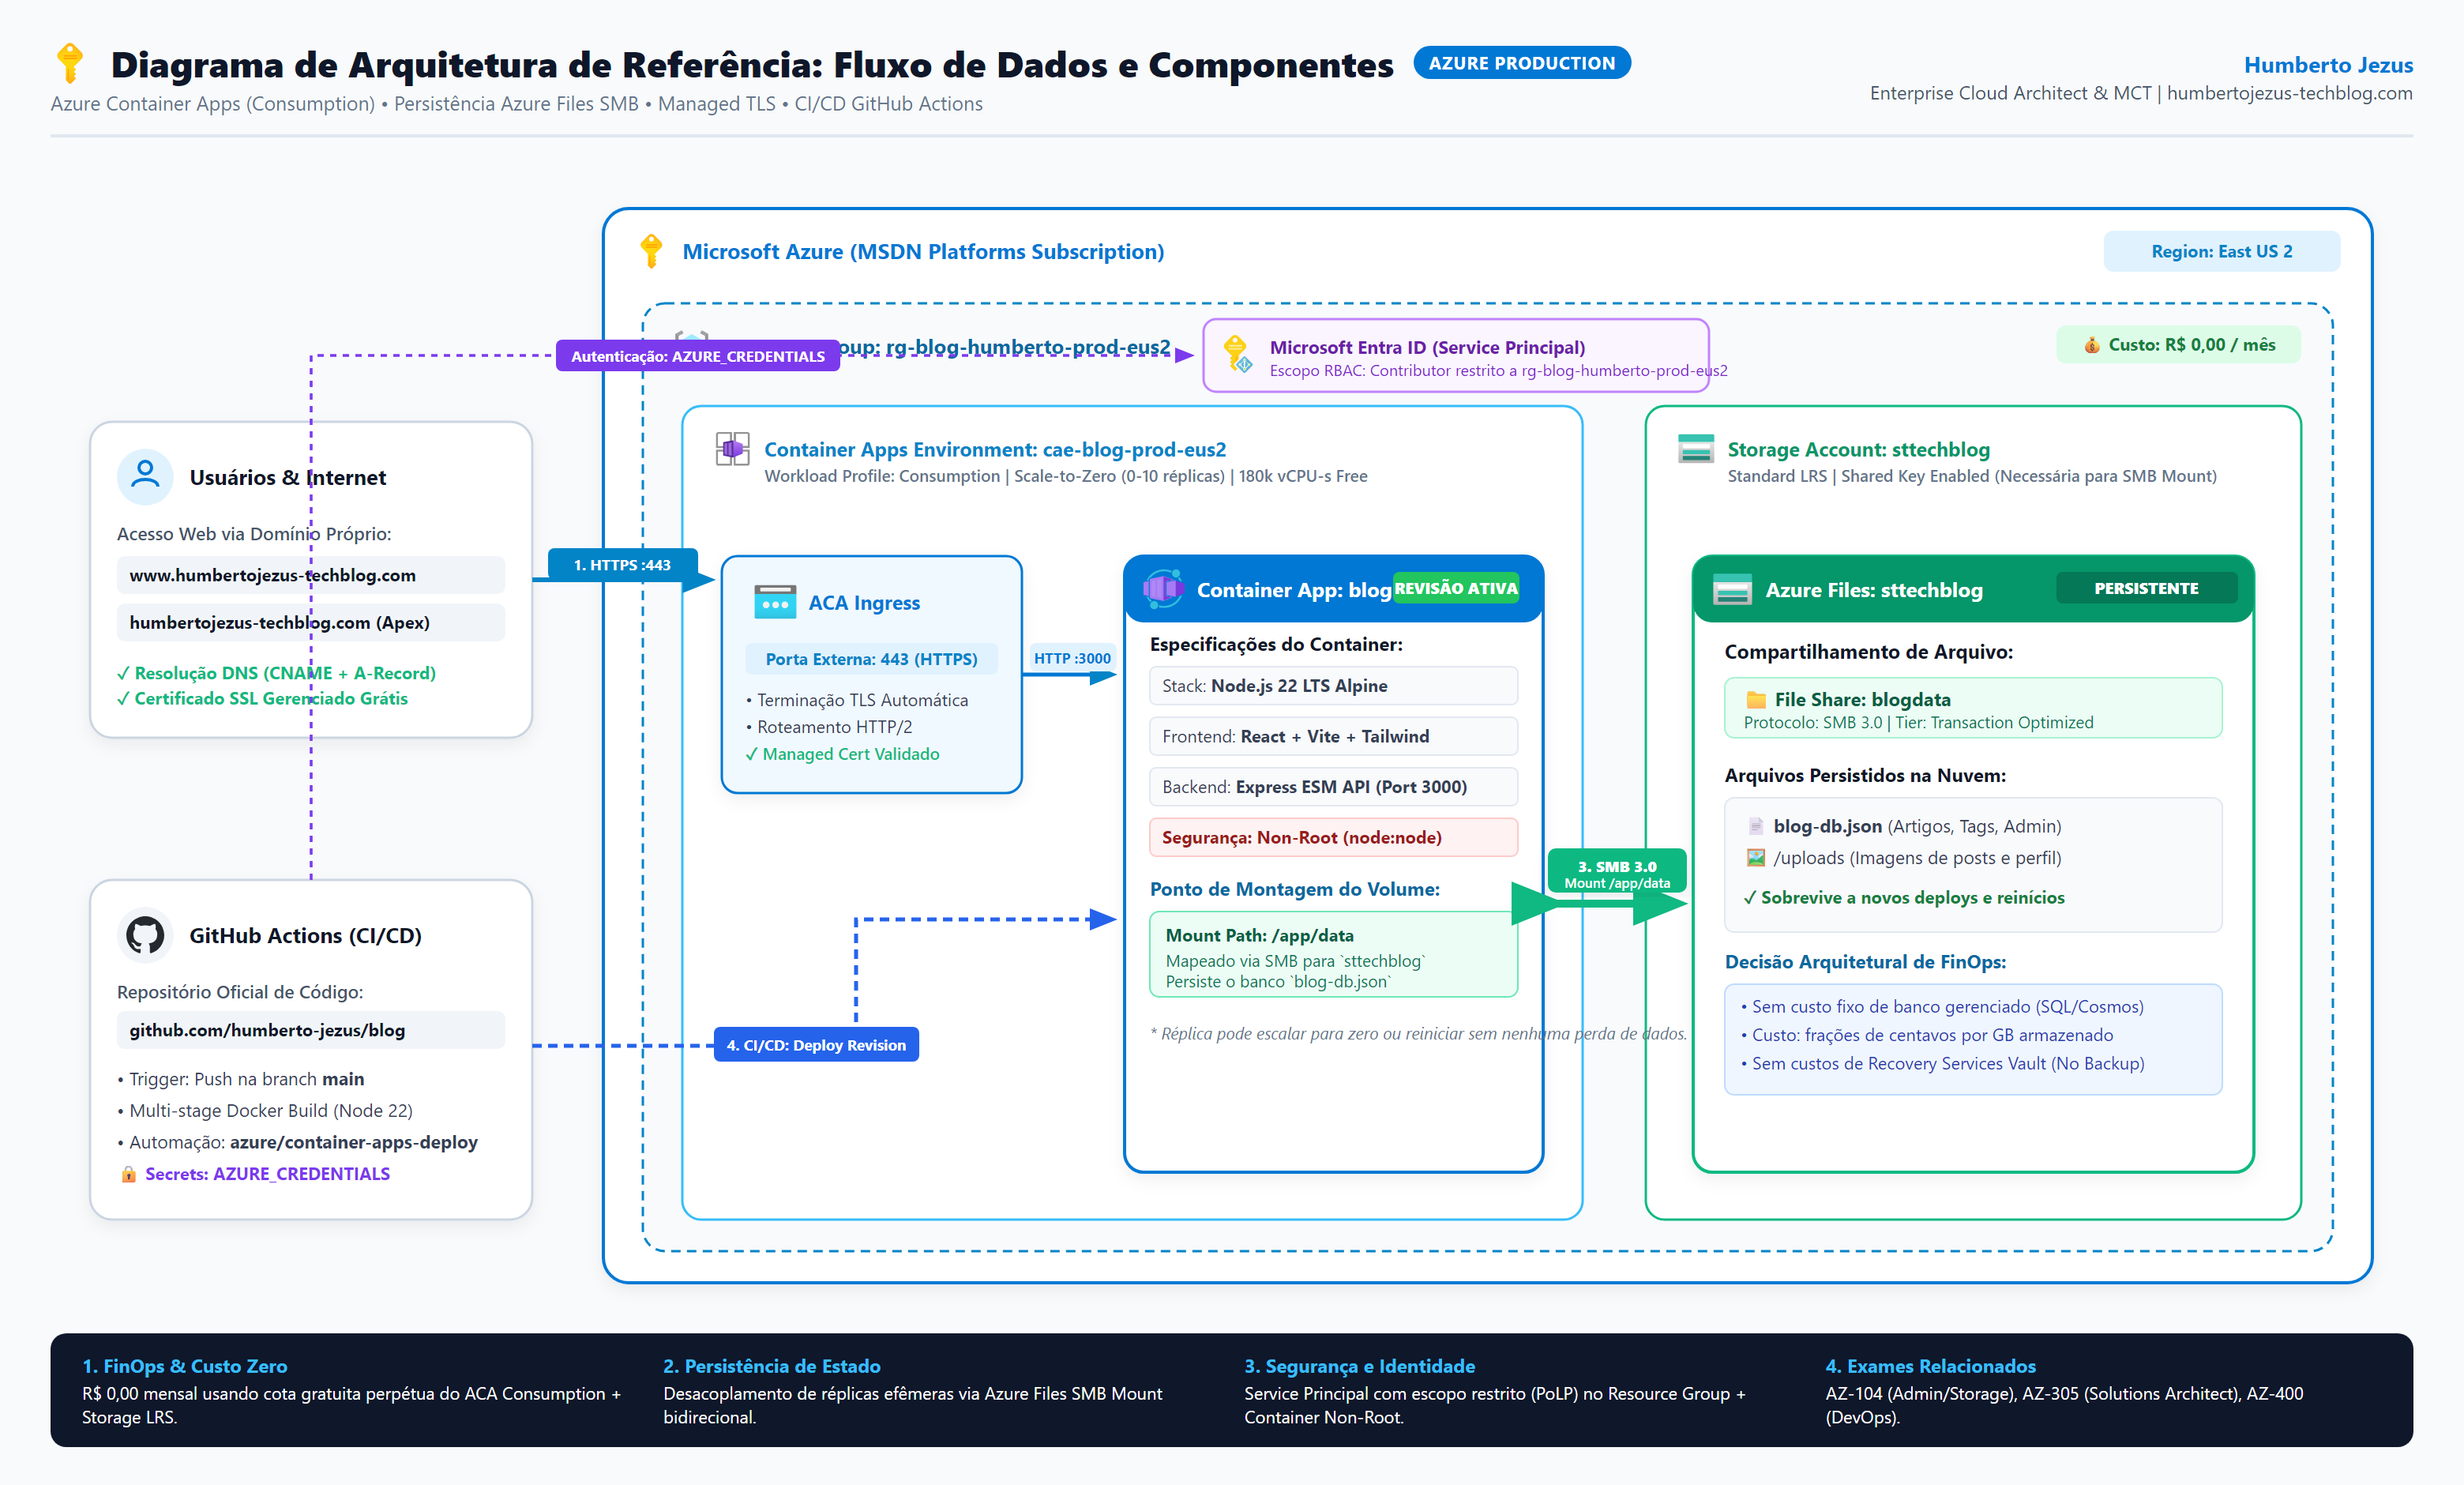 Diagrama de Arquitetura de Referência: Fluxo de Dados e Componentes
AZURE PRODUCTION
Azure Container Apps (Consumption) • Persistência Azure Files SMB • Managed TLS • CI/CD GitHub Actions
Humberto Jezus
Enterprise Cloud Architect & MCT | humbertojezus-techblog.com
Microsoft Azure (MSDN Platforms Subscription)
Region: East US 2
Autenticação: AZURE_CREDENTIALS
oup: rg-blog-humberto-prod-eus2
Microsoft Entra ID (Service Principal)
Escopo RBAC: Contributor restrito a rg-blog-humberto-prod-eus2
💰 Custo: R$ 0,00 / mês
Usuários & Internet
Acesso Web via Domínio Próprio:
www.humbertojezus-techblog.com
humbertojezus-techblog.com (Apex)
✓ Resolução DNS (CNAME + A-Record)
✓ Certificado SSL Gerenciado Grátis
GitHub Actions (CI/CD)
Repositório Oficial de Código:
github.com/humberto-jezus/blog
• Trigger: Push na branch main
• Multi-stage Docker Build (Node 22)
• Automação: azure/container-apps-deploy
🔒 Secrets: AZURE_CREDENTIALS
1. HTTPS :443
Container Apps Environment: cae-blog-prod-eus2
Workload Profile: Consumption | Scale-to-Zero (0-10 réplicas) | 180k vCPU-s Free
ACA Ingress
Porta Externa: 443 (HTTPS)
• Terminação TLS Automática
• Roteamento HTTP/2
✓ Managed Cert Validado
HTTP :3000
4. CI/CD: Deploy Revision
Container App: blog
REVISÃO ATIVA
Especificações do Container:
Stack: Node.js 22 LTS Alpine
Frontend: React + Vite + Tailwind
Backend: Express ESM API (Port 3000)
Segurança: Non-Root (node:node)
Ponto de Montagem do Volume:
Mount Path: /app/data
Mapeado via SMB para `sttechblog`
Persiste o banco `blog-db.json`
* Réplica pode escalar para zero ou reiniciar sem nenhuma perda de dados.
3. SMB 3.0
Mount /app/data
Storage Account: sttechblog
Standard LRS | Shared Key Enabled (Necessária para SMB Mount)
Azure Files: sttechblog
PERSISTENTE
Compartilhamento de Arquivo:
📁 File Share: blogdata
Protocolo: SMB 3.0 | Tier: Transaction Optimized
Arquivos Persistidos na Nuvem:
📄 blog-db.json (Artigos, Tags, Admin)
🖼️ /uploads (Imagens de posts e perfil)
✓ Sobrevive a novos deploys e reinícios
Decisão Arquitetural de FinOps:
• Sem custo fixo de banco gerenciado (SQL/Cosmos)
• Custo: frações de centavos por GB armazenado
• Sem custos de Recovery Services Vault (No Backup)
1. FinOps & Custo Zero
R$ 0,00 mensal usando cota gratuita perpétua do ACA Consumption +
Storage LRS.
2. Persistência de Estado
Desacoplamento de réplicas efêmeras via Azure Files SMB Mount
bidirecional.
3. Segurança e Identidade
Service Principal com escopo restrito (PoLP) no Resource Group +
Container Non-Root.
4. Exames Relacionados
AZ-104 (Admin/Storage), AZ-305 (Solutions Architect), AZ-400
(DevOps).